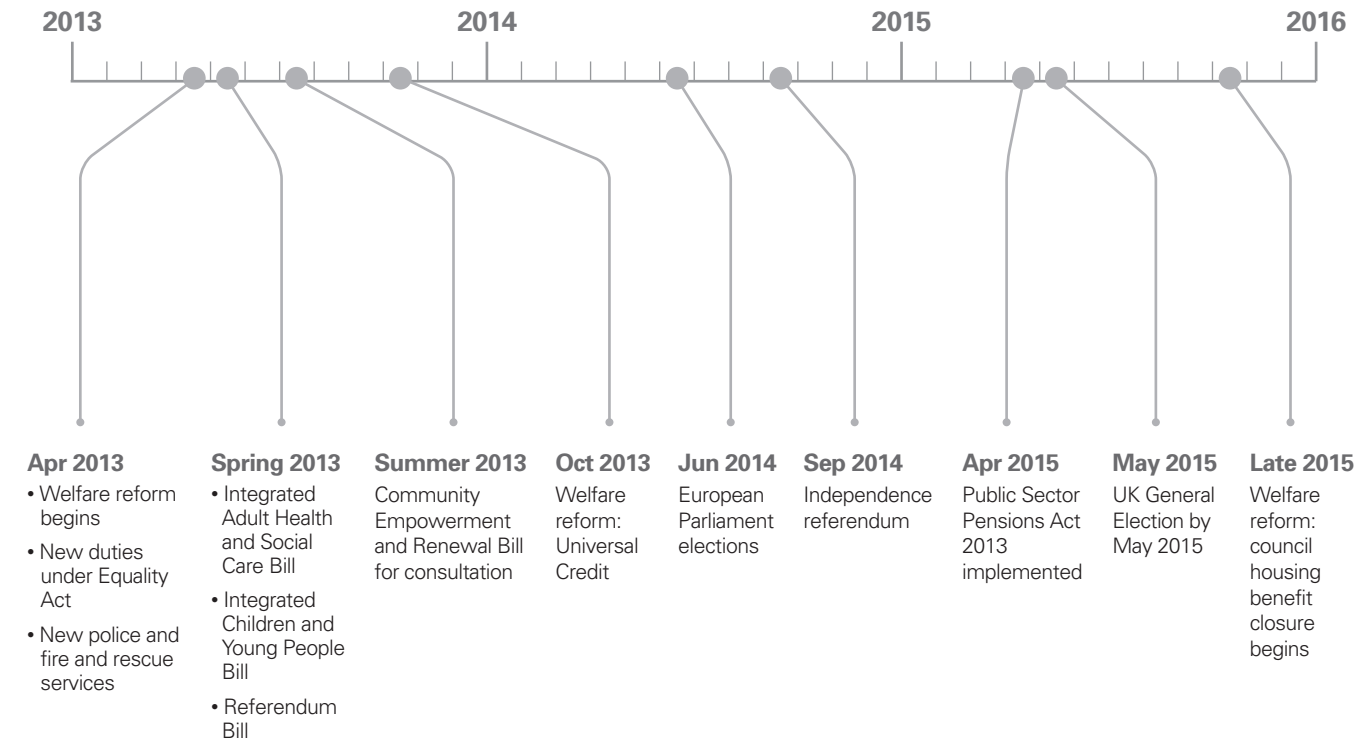 2013
2014
2015
2016
Apr 2013
• Welfare reform
begins
• New duties
under Equality
Act
• New police and
fire and rescue
services
Spring 2013
• Integrated
Adult Health
and Social
Care Bill
• Integrated
Children and
Young People
Bill
• Referendum
Bill
Summer 2013
Community
Empowerment
and Renewal Bill
for consultation
Oct 2013
Welfare
reform:
Universal
Credit
Jun 2014
European
Parliament
elections
Sep 2014
Independence
referendum
Apr 2015
Public Sector
Pensions Act
2013
implemented
May 2015
UK General
Election by
May 2015
Late 2015
Welfare
reform:
council
housing
benefit
closure
begins